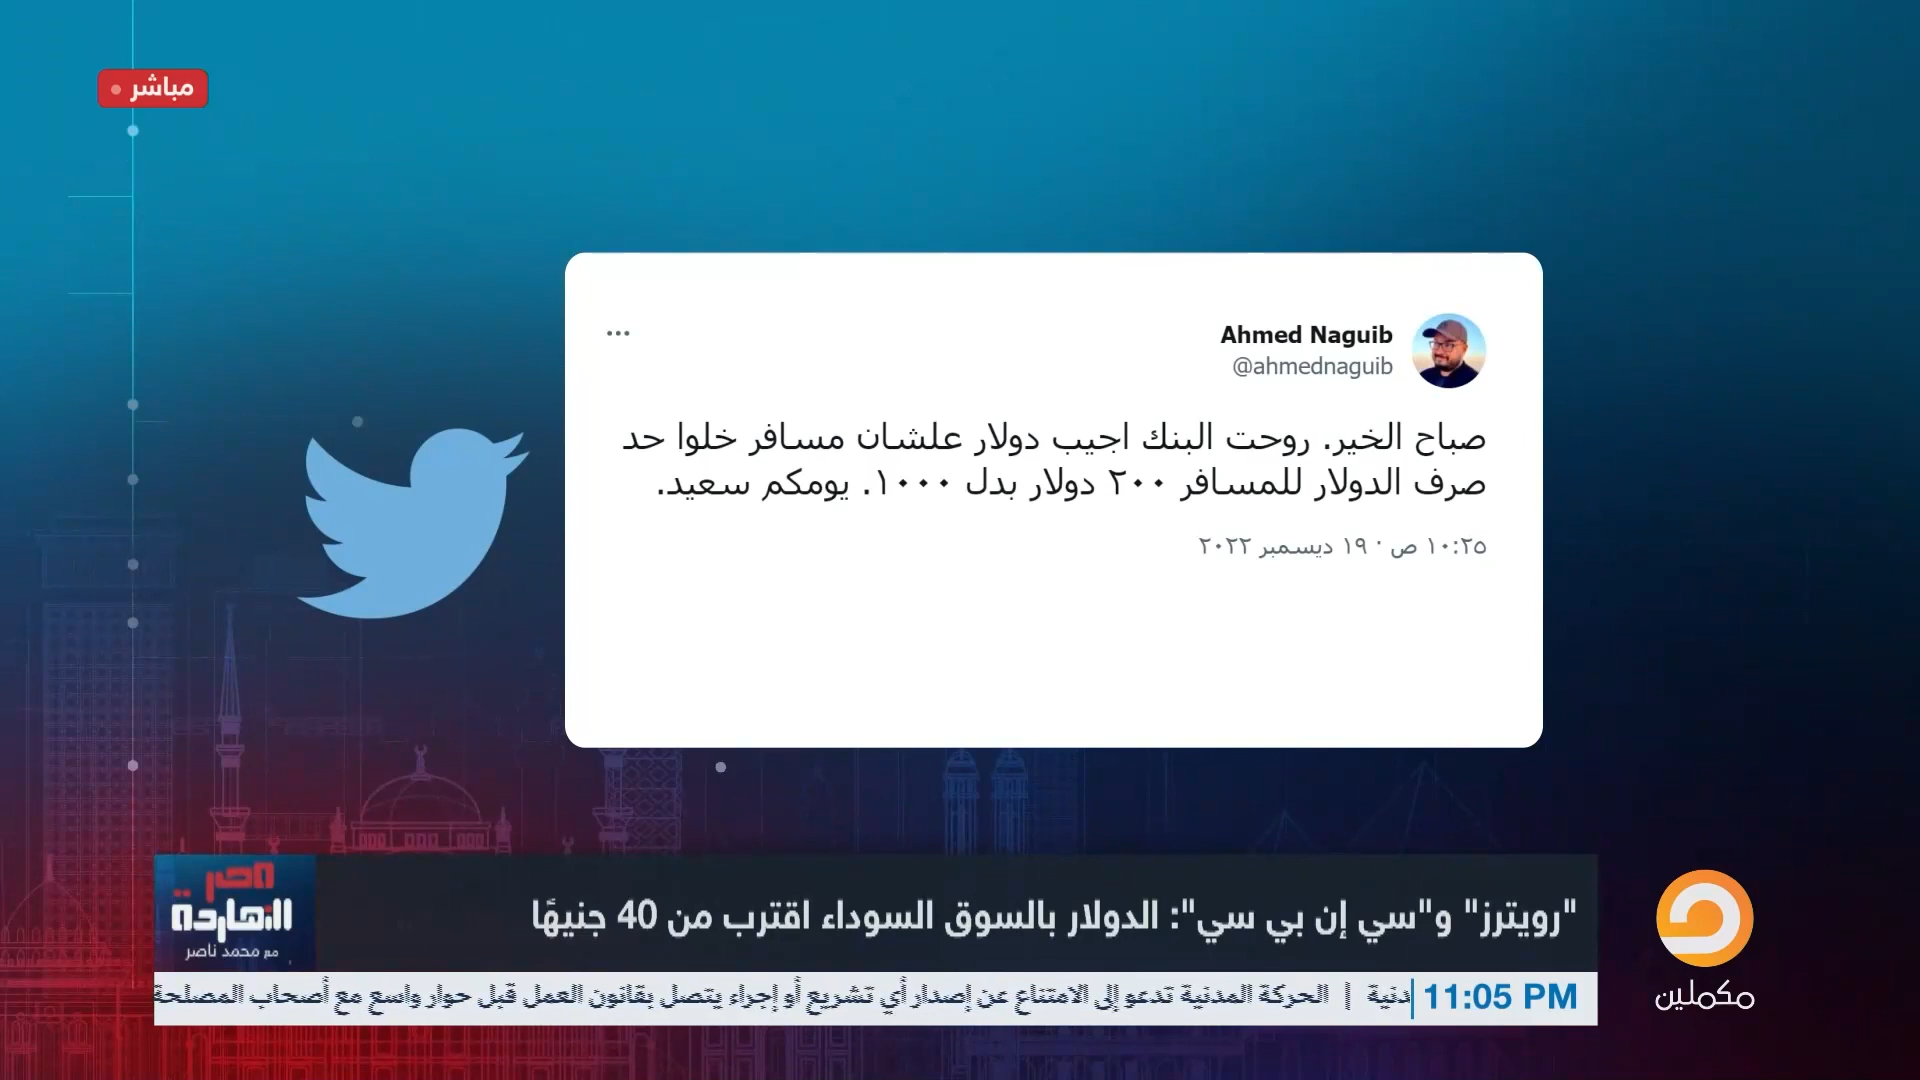 مباشر
Ahmed Naguib
@ahmednaguib
صباح الخير. روحت البنك اجيب دولار علشان مسافر خلوا حد
صرف الدولار للمسافر ٢٠٠ دولار بدل ١٠٠٠. يومكم سعيد.
١٠:٢٥ ص · ١٩ ديسمبر ٢٠٢٢
"رويترز" و"سي إن بي سي": الدولار بالسوق السوداء اقترب من 40 جنيهًا
مصر
النهاردة
مع محمد ناصر
11:05 PM
دنية | الحركة المدنية تدعو إلى الامتناع عن إصدار أي تشريع أو إجراء يتصل بقانون العمل قبل حوار واسع مع أصحاب المصلحة
مكملين